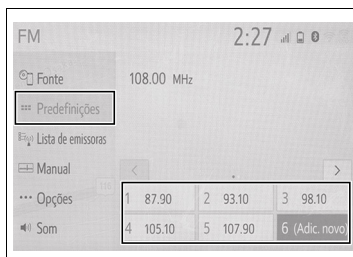 FM 2:27
Fonte 108.00 MHz
Predefinições
Lista de emissoras
Manual
Opções 1 87.90 2 93.10 3 98.10
Som 4 105.10 5 107.90 6 (Adic. novo)